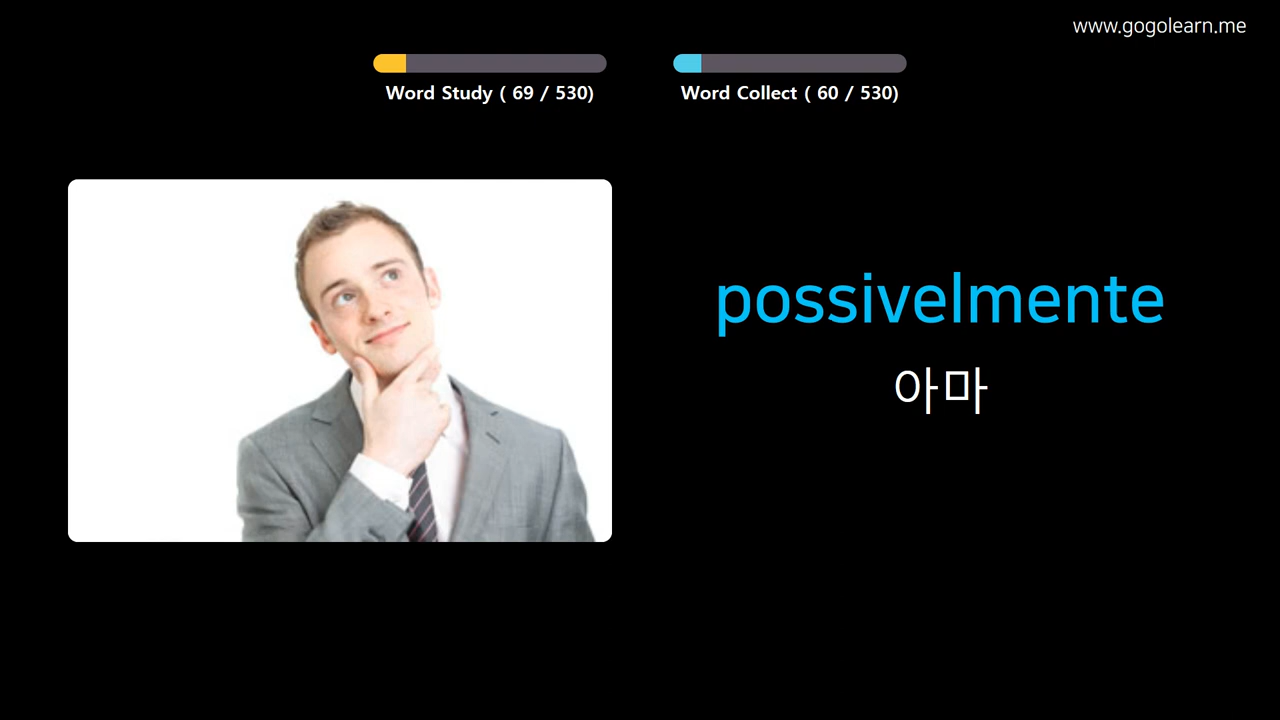 www.gogolearn.me
Word Study ( 69 / 530)
Word Collect ( 60 / 530)
possivelmente
아마